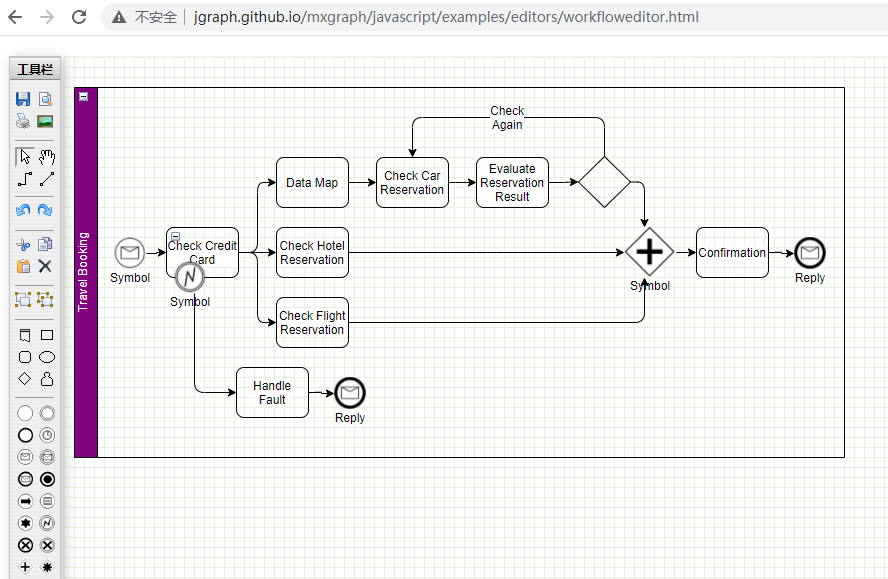 不安全
jgraph.github.io/mxgraph/javascript/examples/editors/workfloweditor.html
工具栏
Travel Booking
Check
Again
Data Map
Check Car
Reservation
Evaluate
Reservation
Result
Symbol
Check Credit
Card
Symbol
Check Hotel
Reservation
Symbol
Confirmation
Reply
Check Flight
Reservation
Handle
Fault
Reply